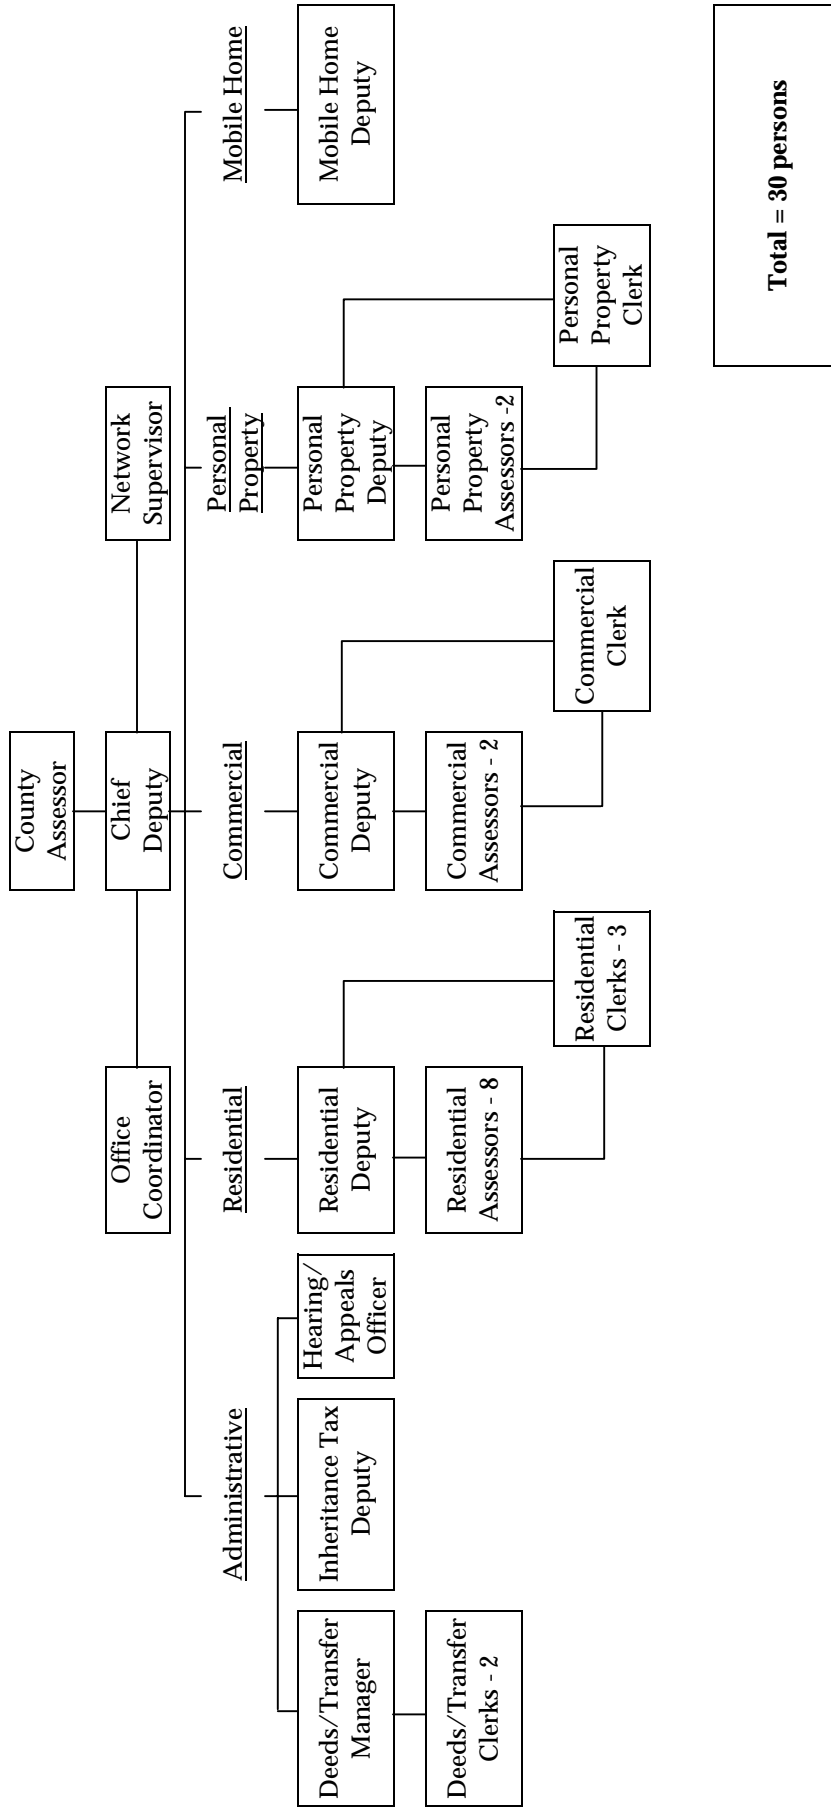 County
Assessor
Office
Coordinator
Chief
Deputy
Network
Supervisor
Administrative
Residential
Commercial
Personal
Property
Mobile Home
Deeds/Transfer
Manager
Inheritance Tax
Deputy
Hearing/
Appeals
Officer
Residential
Deputy
Commercial
Deputy
Personal
Property
Deputy
Mobile Home
Deputy
Deeds/Transfer
Clerks - 2
Residential
Assessors - 8
Commercial
Assessors - 2
Personal
Property
Assessors -2
Residential
Clerks - 3
Commercial
Clerk
Personal
Property
Clerk
Total = 30 persons